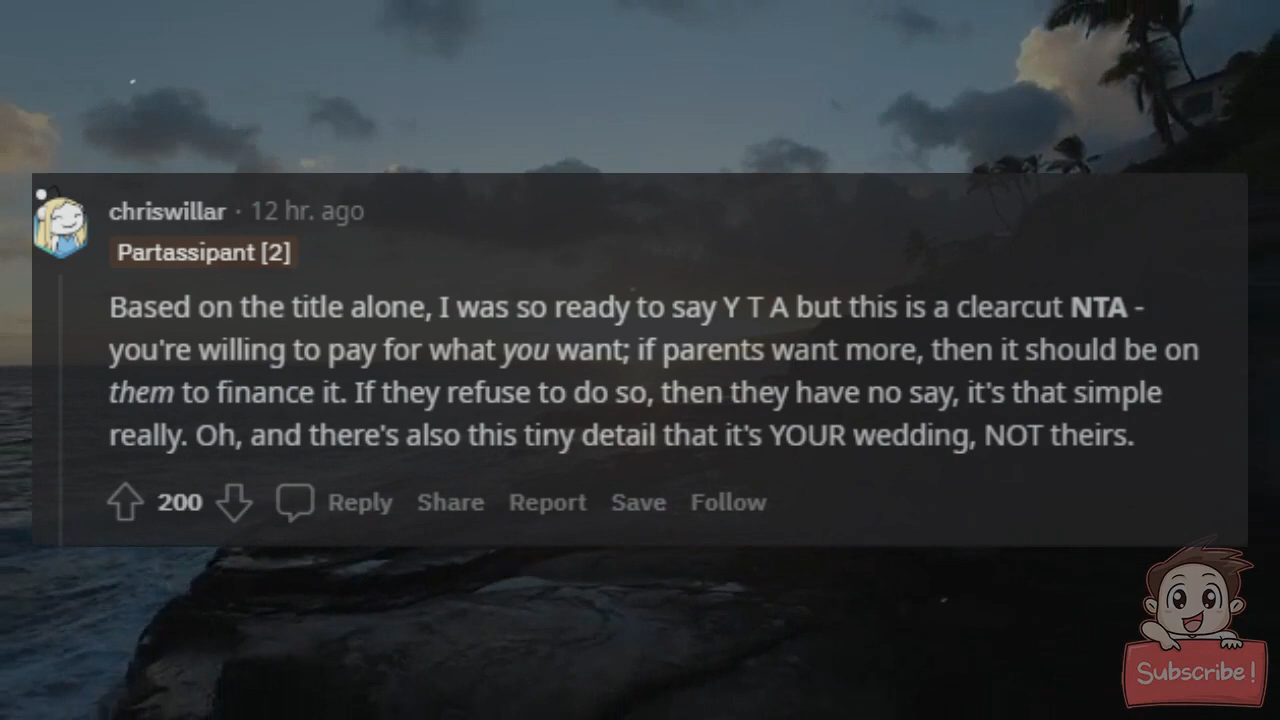 chriswillar · 12 hr. ago
Partassipant [2]
Based on the title alone, I was so ready to say Y T A but this is a clearcut NTA -
you're willing to pay for what you want; if parents want more, then it should be on
them to finance it. If they refuse to do so, then they have no say, it's that simple
really. Oh, and there's also this tiny detail that it's YOUR wedding, NOT theirs.
200 Reply Share Report Save Follow
Subscribe!